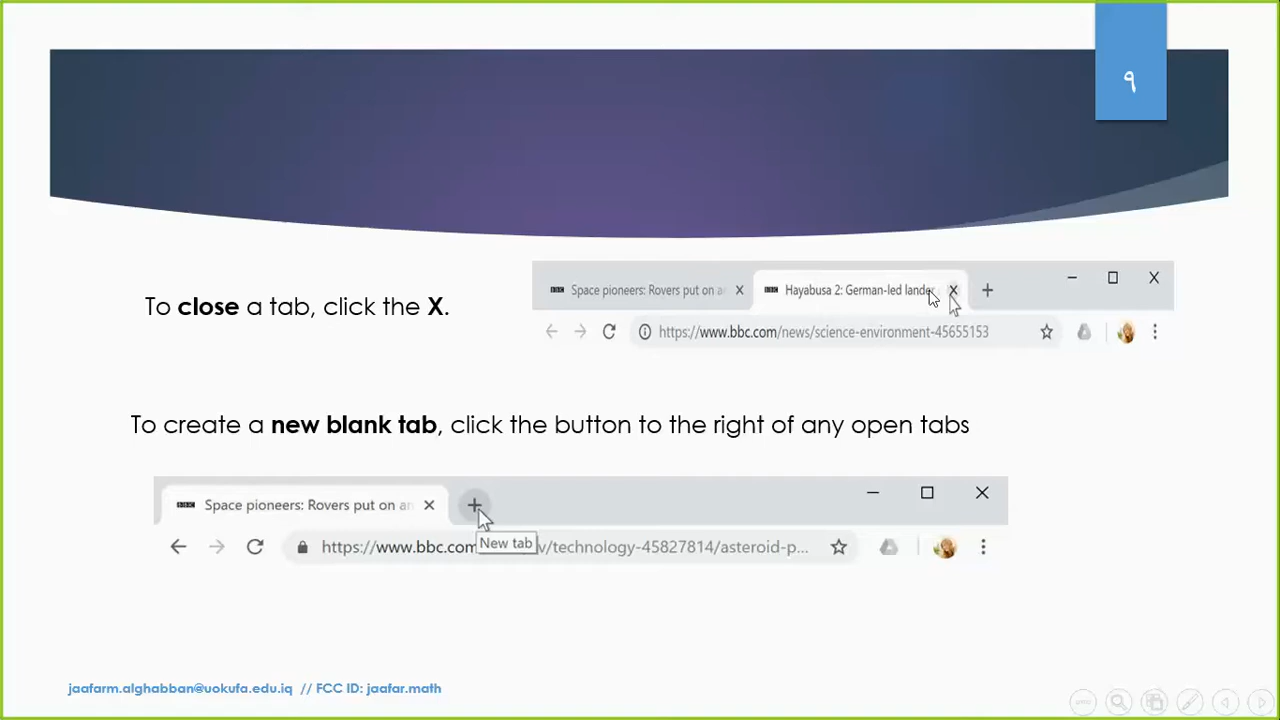 ٩
To close a tab, click the X.
Space pioneers: Rovers put on a
Hayabusa 2: German-led lander
https://www.bbc.com/news/science-environment-45655153
To create a new blank tab, click the button to the right of any open tabs
BBC Space pioneers: Rovers put on an
https://www.bbc.com
New tab
v/technology-45827814/asteroid-p...
jaafarm.alghabban@uokufa.edu.iq // FCC ID: jaafar.math